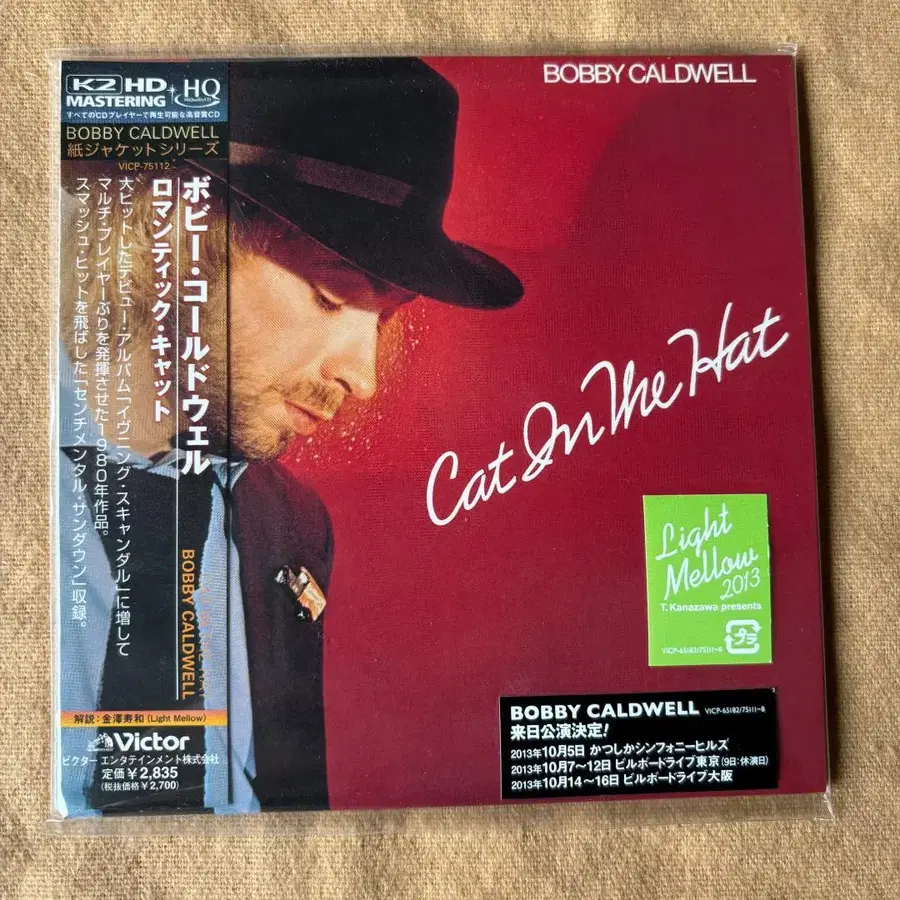 K2 HD
MASTERING
+
HQ
HiQualityCD
すべてのCDプレイヤーで再生可能な高音質CD
BOBBY CALDWELL
紙ジャケットシリーズ
VICP-75112
ボビー・コールドウェル
ロマンティック・キャット
大ヒットしたデビュー・アルバム「イヴニング・スキャンダル」に増して
マルチ・プレイヤーぶりを発揮させた1980年作品。
スマッシュ・ヒットを飛ばした「センチメンタル・サンダウン」収録。
BOBBY CALDWELL
解説:金澤寿和(Light Mellow)
Victor
ビクターエンタテインメント株式会社
定価¥2,835
(税抜価格¥2,700)
BOBBY CALDWELL
Cat In The Hat
Light
Mellow
2013
T.Kanazawa presents
プラ
VICP-65182/75111~8
BOBBY CALDWELL VICP-65182/75111~8
来日公演決定!
2013年10月5日 かつしかシンフォニーヒルズ
2013年10月7~12日 ビルボードライブ東京(9日:休演日)
2013年10月14~16日 ビルボードライブ大阪